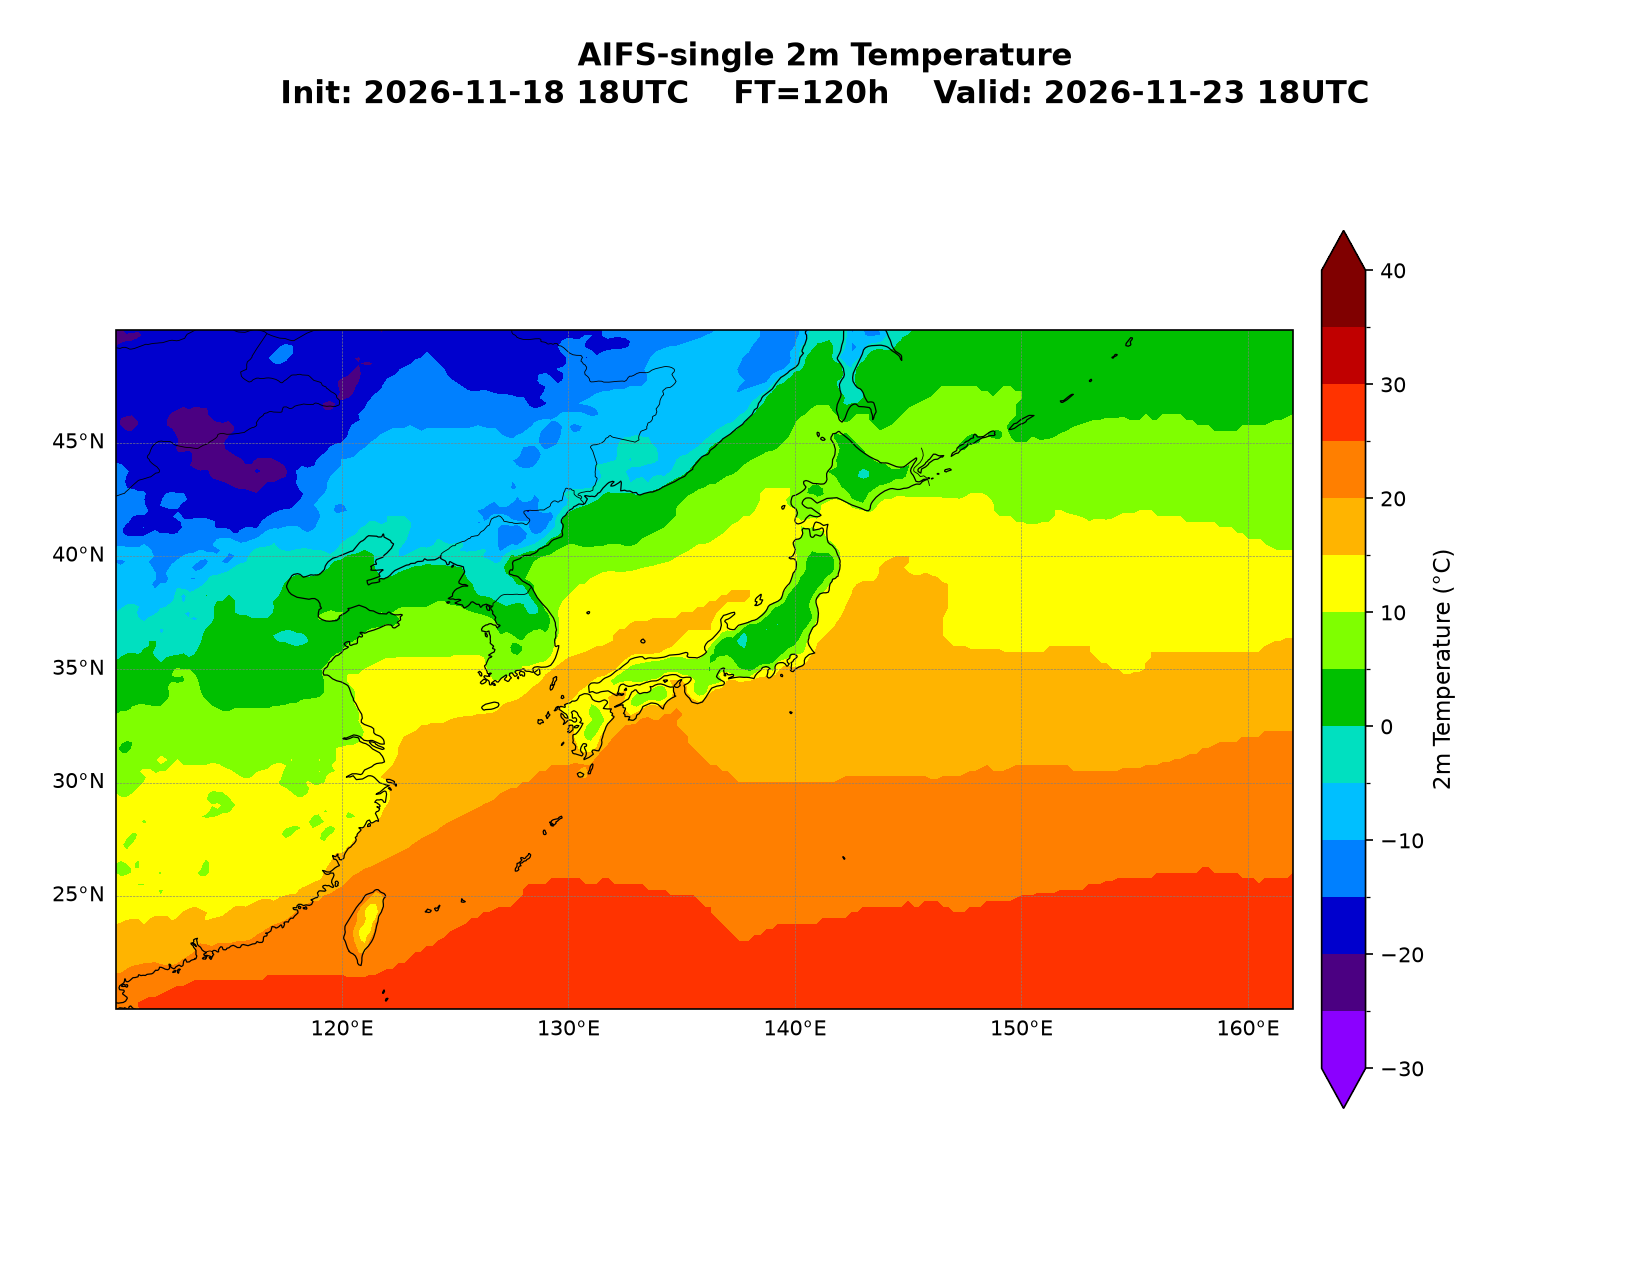 AIFS-single 2m Temperature
Init: 2026-11-18 18UTC    FT=120h    Valid: 2026-11-23 18UTC
45°N
40°N
35°N
30°N
25°N
120°E
130°E
140°E
150°E
160°E
40
30
20
10
0
−10
−20
−30
2m Temperature (°C)